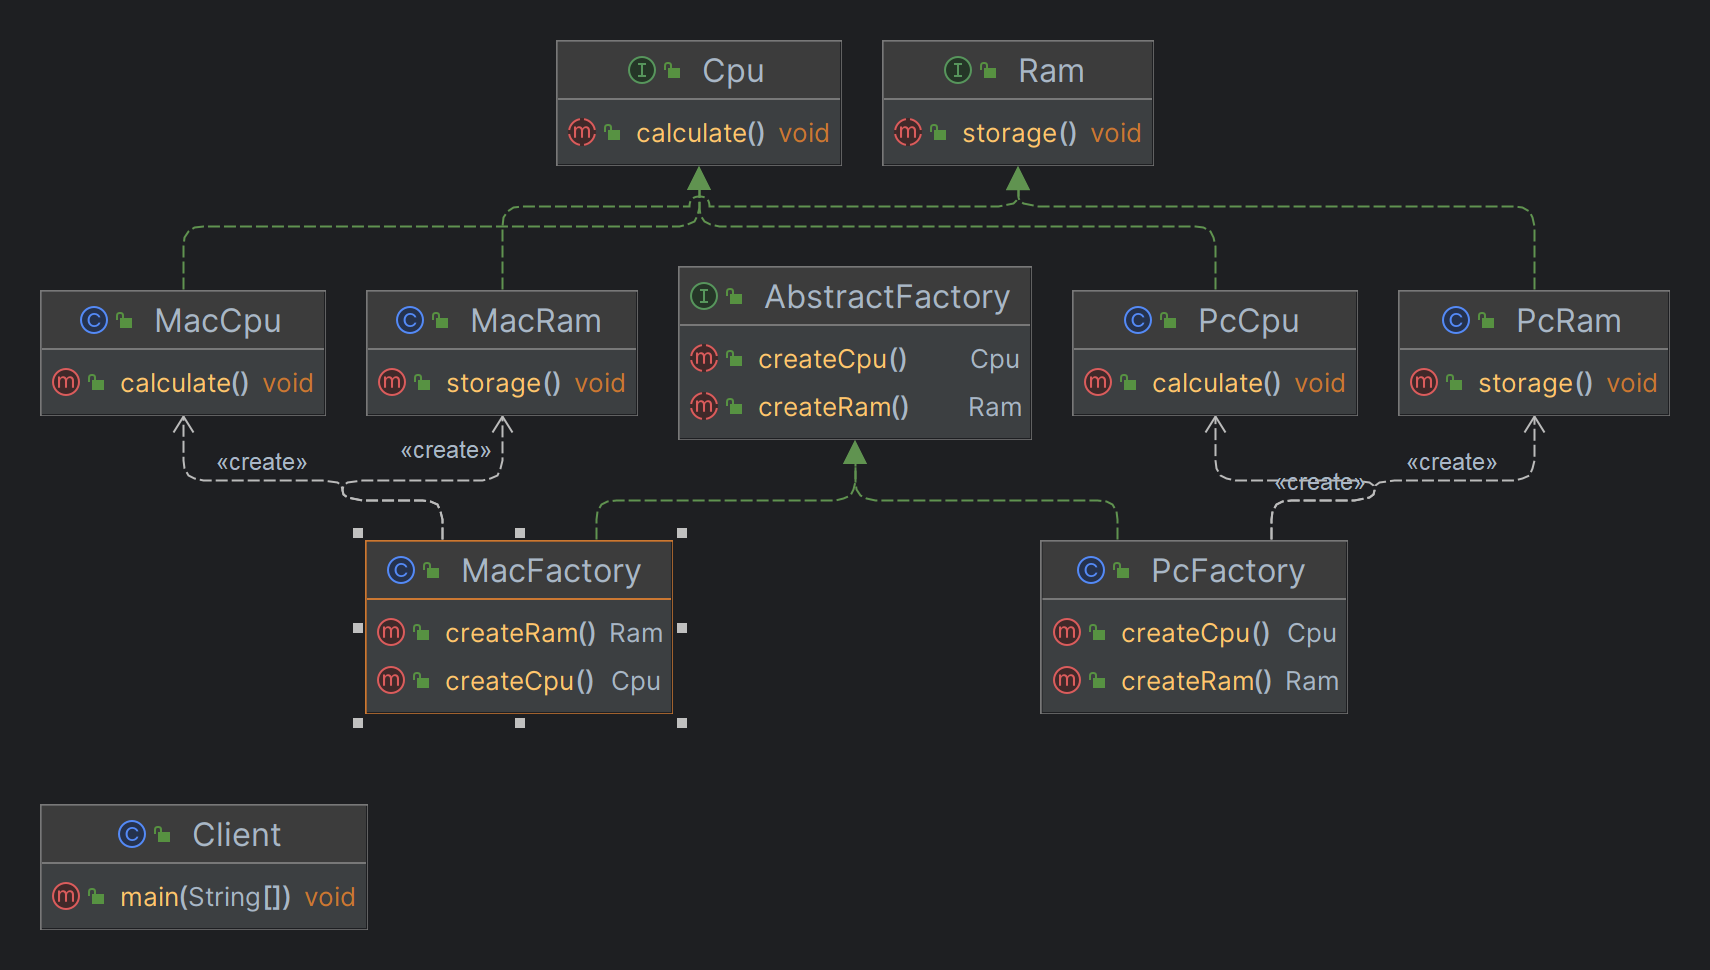 Cpu
calculate() void
Ram
storage() void
MacCpu
calculate() void
MacRam
storage() void
AbstractFactory
createCpu() Cpu
createRam() Ram
PcCpu
calculate() void
PcRam
storage() void
«create»
«create»
«create»
«create»
MacFactory
createRam() Ram
createCpu() Cpu
PcFactory
createCpu() Cpu
createRam() Ram
Client
main(String[]) void